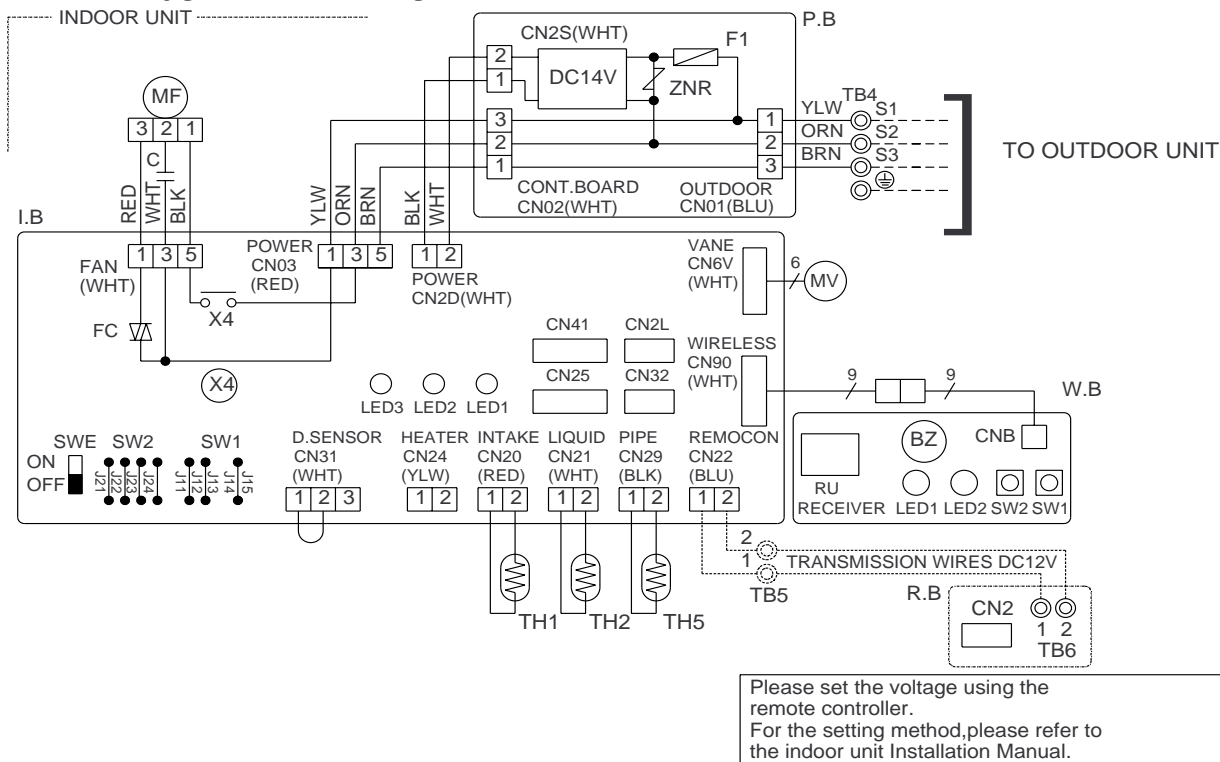 INDOOR UNIT
P.B
CN2S(WHT)
F1
2
1
DC14V
ZNR
MF
3 2 1
C
3
2
1
1
2
3
YLW
ORN
BRN
TB4
S1
S2
S3
TO OUTDOOR UNIT
CONT.BOARD
CN02(WHT)
OUTDOOR
CN01(BLU)
RED
WHT
BLK
YLW
ORN
BRN
BLK
WHT
I.B
FAN
(WHT)
1 3 5
POWER
CN03
(RED)
1 3 5
1 2
POWER
CN2D(WHT)
VANE
CN6V
(WHT)
6
MV
X4
FC
X4
CN41
CN2L
CN25
CN32
WIRELESS
CN90
(WHT)
9
9
W.B
LED3 LED2 LED1
SWE
ON
OFF
SW2
J21
J22
J23
J24
SW1
J11
J12
J13
J14
J15
D.SENSOR
CN31
(WHT)
1 2 3
HEATER
CN24
(YLW)
1 2
INTAKE
CN20
(RED)
1 2
LIQUID
CN21
(WHT)
1 2
PIPE
CN29
(BLK)
1 2
REMOCON
CN22
(BLU)
1 2
BZ
CNB
RU
RECEIVER LED1 LED2 SW2 SW1
TH1
TH2
TH5
2
1
TB5
TRANSMISSION WIRES DC12V
R.B
CN2
1 2
TB6
Please set the voltage using the
remote controller.
For the setting method,please refer to
the indoor unit Installation Manual.